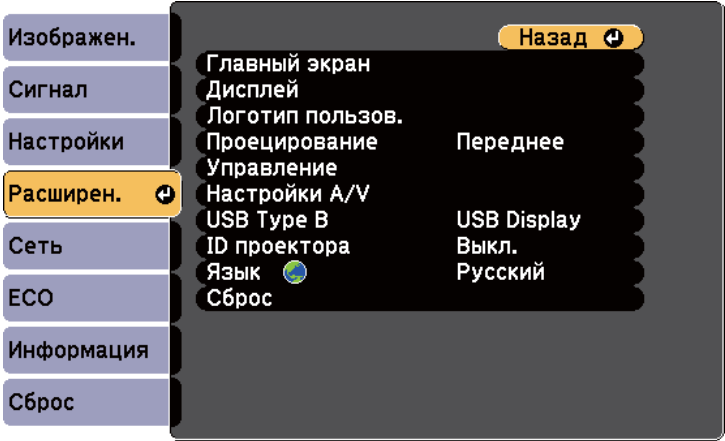 Изображен.
Сигнал
Настройки
Расширен.
Сеть
ECO
Информация
Сброс
Назад
Главный экран
Дисплей
Логотип пользов.
Проецирование Переднее
Управление
Настройки A/V
USB Type B USB Display
ID проектора Выкл.
Язык Русский
Сброс